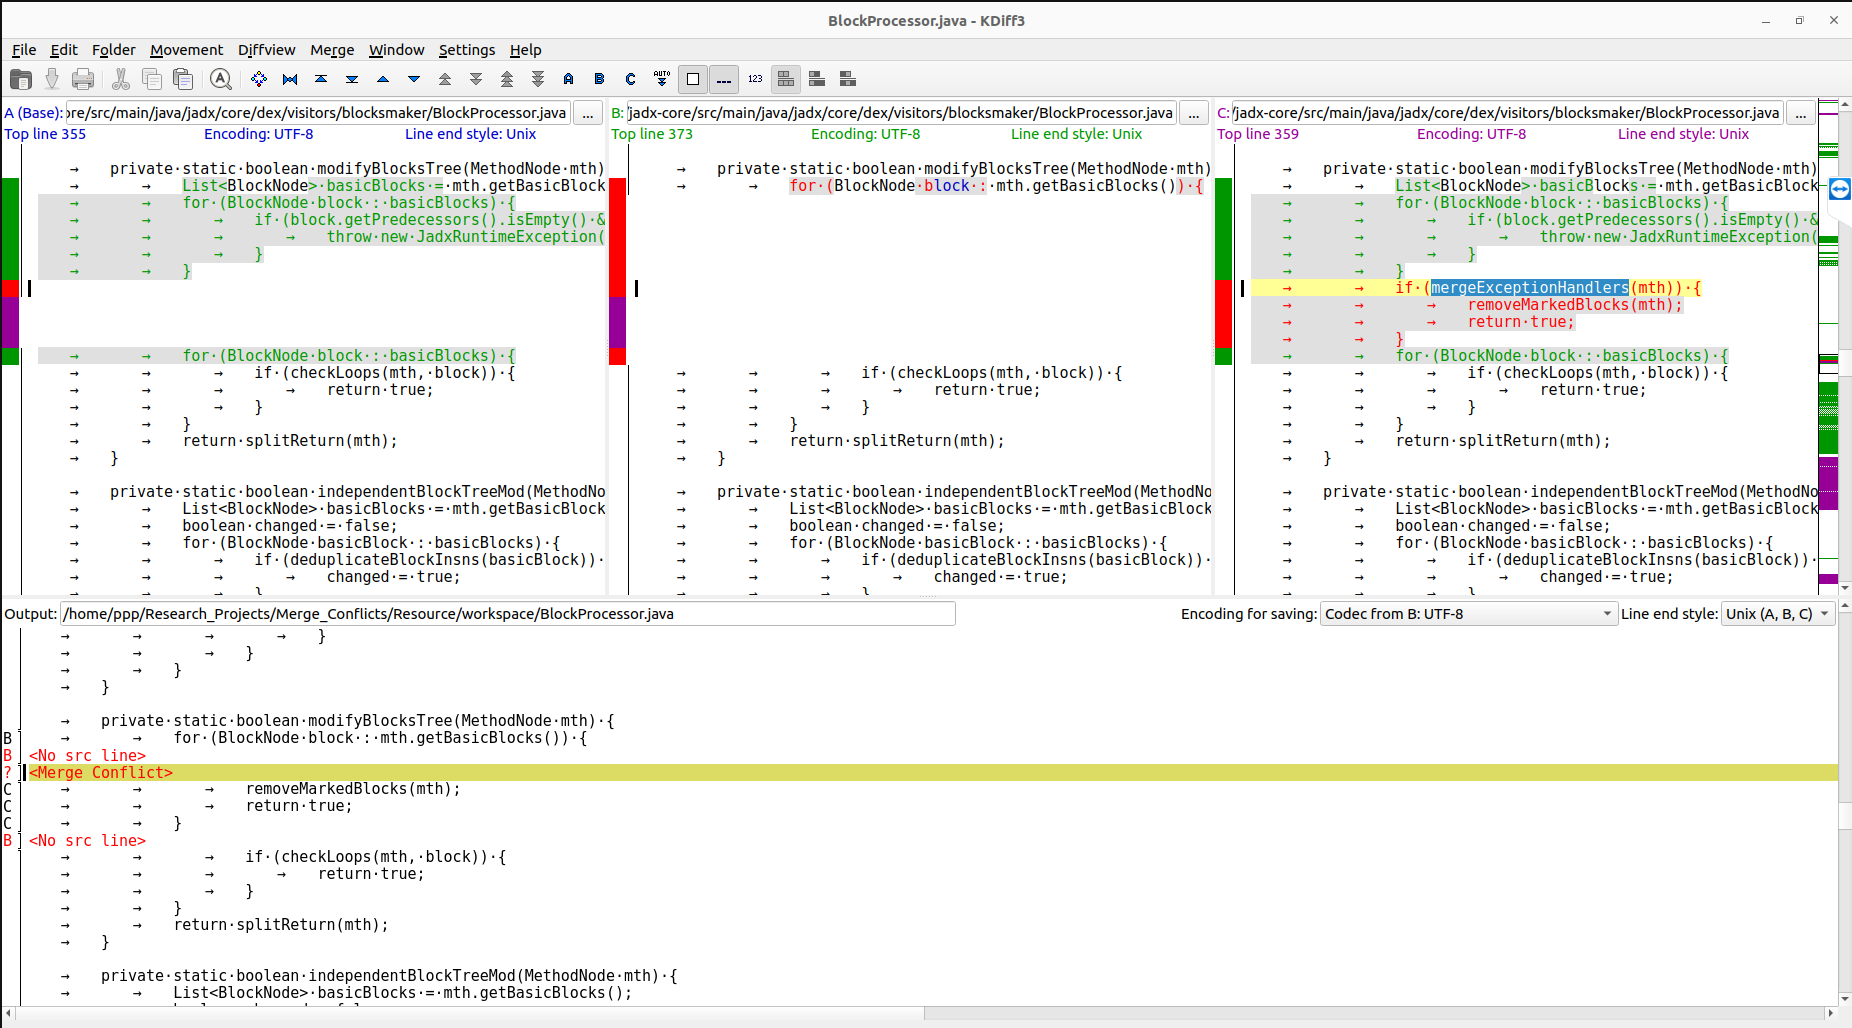 BlockProcessor.java - KDiff3
File Edit Folder Movement Diffview Merge Window Settings Help
A B C AUTO 123
A (Base): ore/src/main/java/jadx/core/dex/visitors/blocksmaker/BlockProcessor.java ...
Top line 355 Encoding: UTF-8 Line end style: Unix
→ private·static·boolean·modifyBlocksTree(MethodNode·mth)
→ → List<BlockNode>·basicBlocks·=·mth.getBasicBlock
→ → for·(BlockNode·block·:·basicBlocks)·{
→ → → if·(block.getPredecessors().isEmpty()·&
→ → → → throw·new·JadxRuntimeException(
→ → → }
→ → }
→ → for·(BlockNode·block·:·basicBlocks)·{
→ → → if·(checkLoops(mth,·block))·{
→ → → → return·true;
→ → → }
→ → }
→ → return·splitReturn(mth);
→ }
→ private·static·boolean·independentBlockTreeMod(MethodNo
→ → List<BlockNode>·basicBlocks·=·mth.getBasicBlock
→ → boolean·changed·=·false;
→ → for·(BlockNode·basicBlock·:·basicBlocks)·{
→ → → if·(deduplicateBlockInsns(basicBlock))·
→ → → → changed·=·true;
→ → → }
B: /jadx-core/src/main/java/jadx/core/dex/visitors/blocksmaker/BlockProcessor.java ...
Top line 373 Encoding: UTF-8 Line end style: Unix
→ private·static·boolean·modifyBlocksTree(MethodNode·mth)
→ → for·(BlockNode·block·:·mth.getBasicBlocks())·{
→ → → if·(checkLoops(mth,·block))·{
→ → → → return·true;
→ → → }
→ → }
→ → return·splitReturn(mth);
→ }
→ private·static·boolean·independentBlockTreeMod(MethodNo
→ → List<BlockNode>·basicBlocks·=·mth.getBasicBlock
→ → boolean·changed·=·false;
→ → for·(BlockNode·basicBlock·:·basicBlocks)·{
→ → → if·(deduplicateBlockInsns(basicBlock))·
→ → → → changed·=·true;
→ → → }
C: /jadx-core/src/main/java/jadx/core/dex/visitors/blocksmaker/BlockProcessor.java ...
Top line 359 Encoding: UTF-8 Line end style: Unix
→ private·static·boolean·modifyBlocksTree(MethodNode·mth)
→ → List<BlockNode>·basicBlocks·=·mth.getBasicBlock
→ → for·(BlockNode·block·:·basicBlocks)·{
→ → → if·(block.getPredecessors().isEmpty()·&
→ → → → throw·new·JadxRuntimeException(
→ → → }
→ → }
→ → if·(mergeExceptionHandlers(mth))·{
→ → → removeMarkedBlocks(mth);
→ → → return·true;
→ → }
→ → for·(BlockNode·block·:·basicBlocks)·{
→ → → if·(checkLoops(mth,·block))·{
→ → → → return·true;
→ → → }
→ → }
→ → return·splitReturn(mth);
→ }
→ private·static·boolean·independentBlockTreeMod(MethodNo
→ → List<BlockNode>·basicBlocks·=·mth.getBasicBlock
→ → boolean·changed·=·false;
→ → for·(BlockNode·basicBlock·:·basicBlocks)·{
→ → → if·(deduplicateBlockInsns(basicBlock))·
→ → → → changed·=·true;
→ → → }
Output: /home/ppp/Research_Projects/Merge_Conflicts/Resource/workspace/BlockProcessor.java Encoding for saving: Codec from B: UTF-8 Line end style: Unix (A, B, C)
→ → → → }
→ → → }
→ → }
→ }
→ private·static·boolean·modifyBlocksTree(MethodNode·mth)·{
B → → for·(BlockNode·block·:·mth.getBasicBlocks())·{
B <No src line>
? <Merge Conflict>
C → → → removeMarkedBlocks(mth);
C → → → return·true;
C → → }
B <No src line>
→ → → if·(checkLoops(mth,·block))·{
→ → → → return·true;
→ → → }
→ → }
→ → return·splitReturn(mth);
→ }
→ private·static·boolean·independentBlockTreeMod(MethodNode·mth)·{
→ → List<BlockNode>·basicBlocks·=·mth.getBasicBlocks();